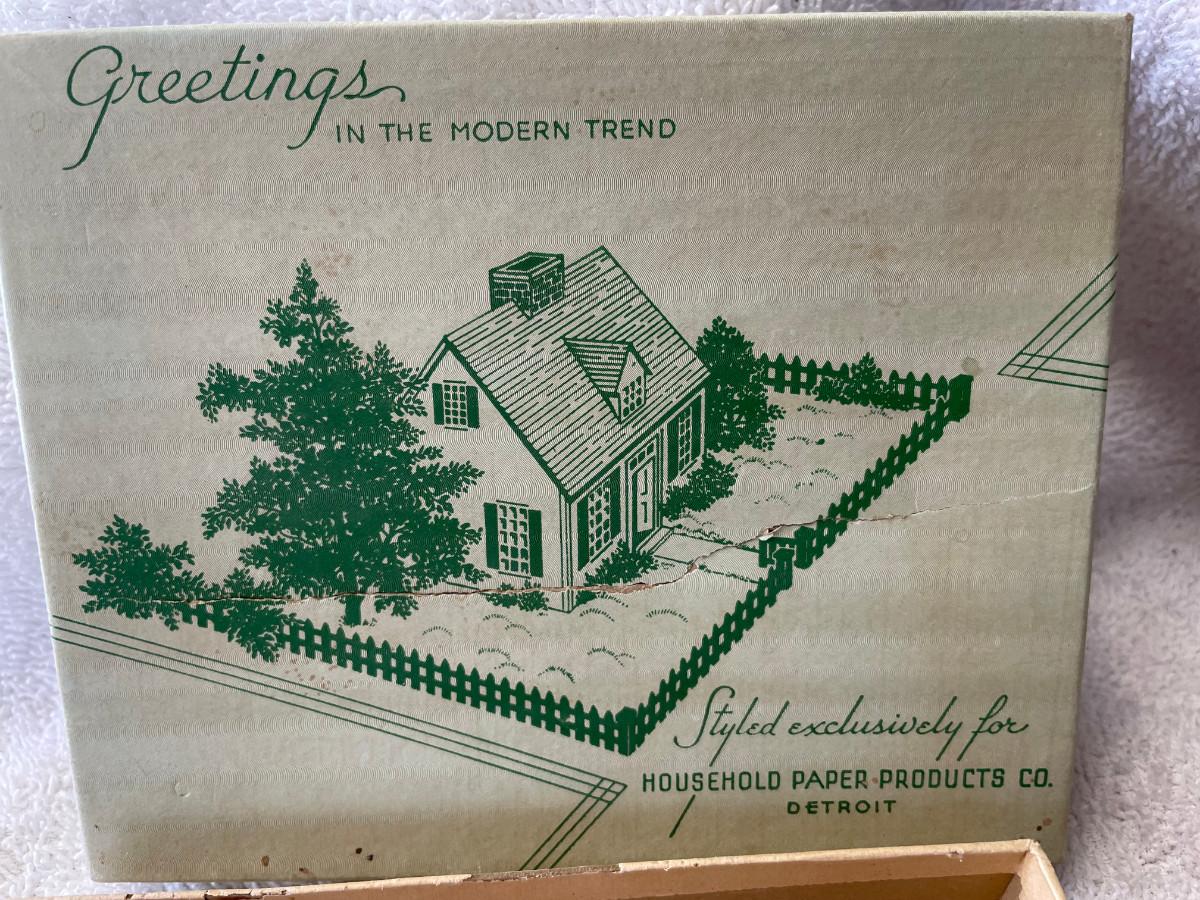 Greetings
IN THE MODERN TREND
Styled exclusively for
HOUSEHOLD PAPER PRODUCTS CO.
DETROIT